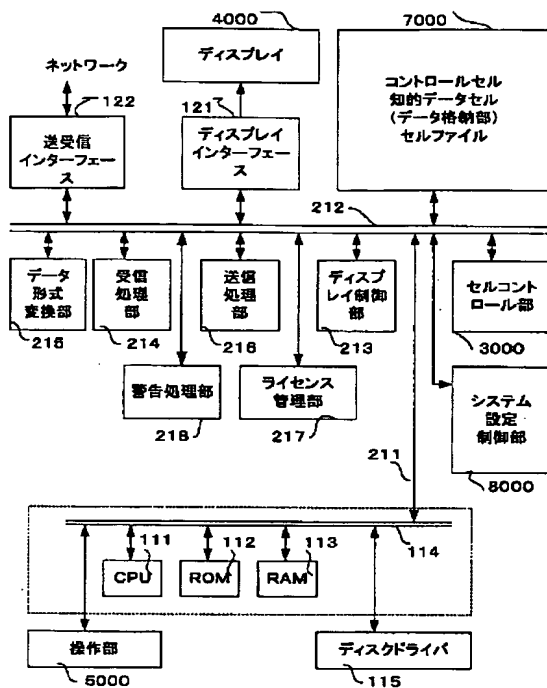 4000
7000
ディスプレイ
ネットワーク
122
121
コントロールセル
知的データセル
(データ格納部)
セルファイル
送受信
インターフェー
ス
ディスプレイ
インターフェー
ス
212
データ
形式
変換部
受信
処理
部
送信
処理
部
ディスプ
レイ制御
部
セルコント
ロール部
215
214
216
213
3000
警告処理部
ライセンス
管理部
システム
設定
制御部
218
217
211
8000
111
112
113
114
CPU
ROM
RAM
操作部
ディスクドライバ
5000
115